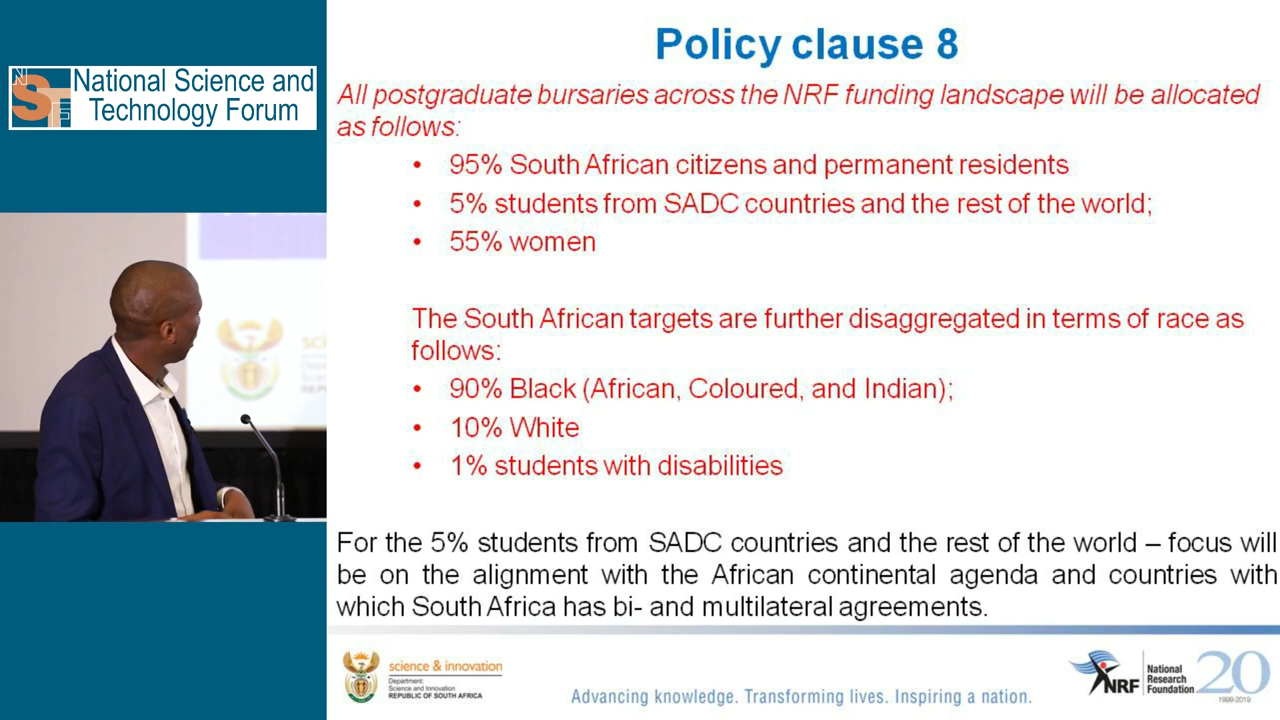 National Science and
Technology Forum
NSTF
Policy clause 8
All postgraduate bursaries across the NRF funding landscape will be allocated
as follows:
• 95% South African citizens and permanent residents
• 5% students from SADC countries and the rest of the world;
• 55% women
The South African targets are further disaggregated in terms of race as
follows:
• 90% Black (African, Coloured, and Indian);
• 10% White
• 1% students with disabilities
For the 5% students from SADC countries and the rest of the world – focus will
be on the alignment with the African continental agenda and countries with
which South Africa has bi- and multilateral agreements.
science & innovation
Department:
Science and Innovation
REPUBLIC OF SOUTH AFRICA
Advancing knowledge. Transforming lives. Inspiring a nation.
NRF
National
Research
Foundation
20
1999-2019